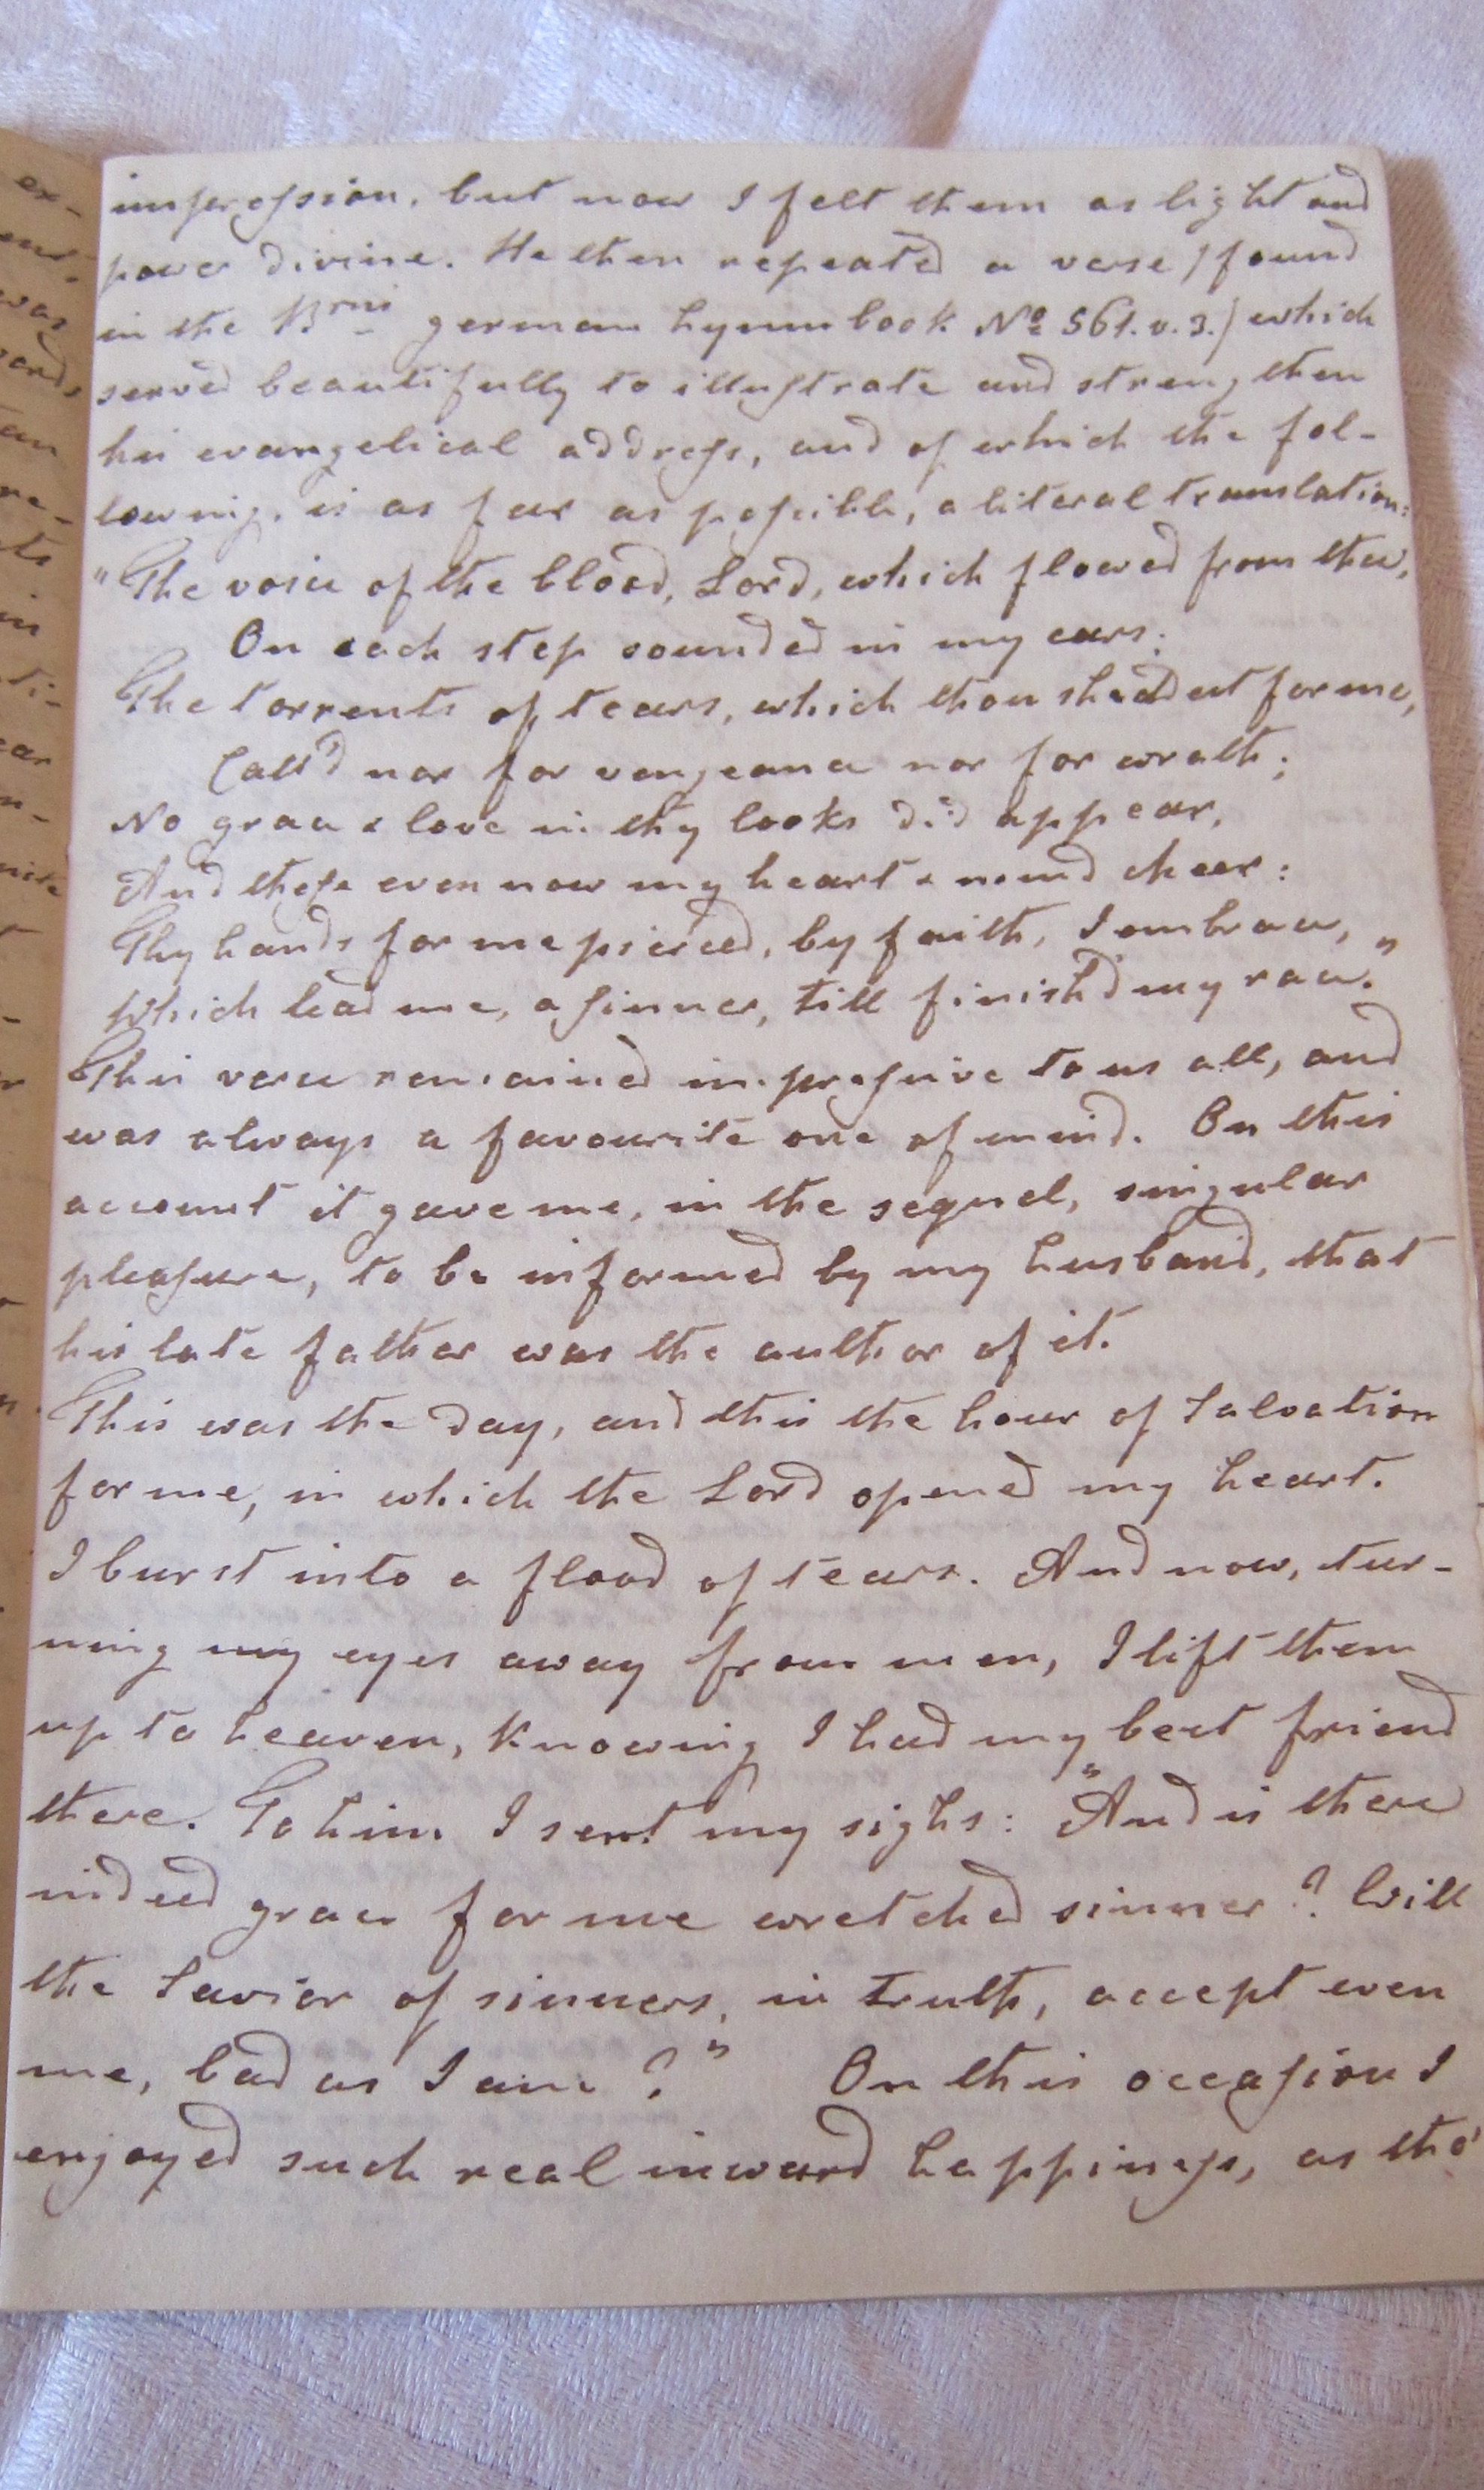 impression, but now I felt them as light and
power divine. He then repeated a verse /found
in the Brns german hymn book No 561. v. 3./ which
served beautifully to illustrate and strengthen
his evangelical address, and of which the fol-
lowing, is as far as possible, a literal translation:
"The voice of the blood, Lord, which flowed from thee,
On each step sounded in my ears;
The torrents of tears, which thou sheddest for me,
Call'd nor for vengeance nor for wrath;
No grace & love in thy looks did appear,
And these even now my heart & mind cheer:
Thy hands for me pierced, by faith, I embrace,
Which lead me, a sinner, till finish'd my race."
This verse remained impressive to us all, and
was always a favourite one of mind. On this
account it gave me, in the sequel, singular
pleasure, to be informed by my husband, that
his late father was the author of it.
This was the day, and this the hour of Salvation
for me, in which the Lord opened my heart.
I burst into a flood of tears. And now, tur-
ning my eyes away from men, I lift them
up to heaven, knowing I had my best friend
there. To him I sent my sighs: "And is there
indeed grace for me wretched sinner? Will
the Savior of sinners, in truth, accept even
me, bad as I am?" On this occasion I
enjoyed such real inward happiness, as tho'